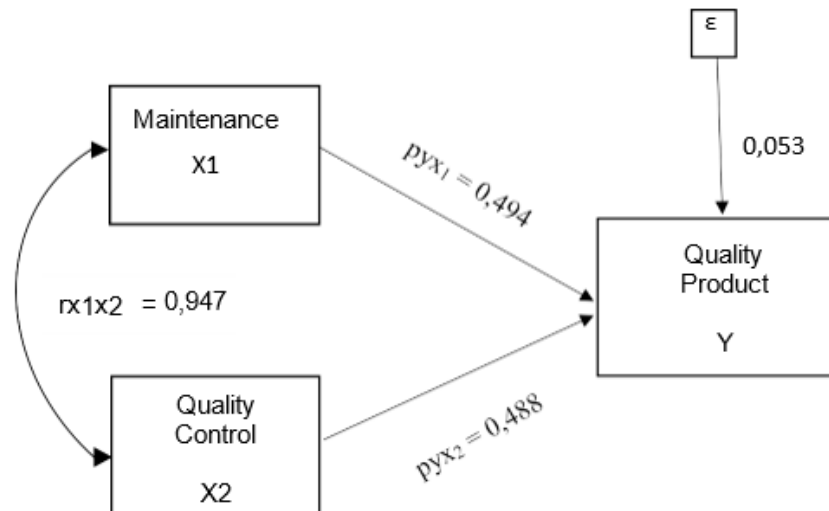 ε
Maintenance
X1
pyx₁ = 0,494
0,053
Quality
Product
Y
rx1x2 = 0,947
Quality
Control
X2
pyx₂ = 0,488